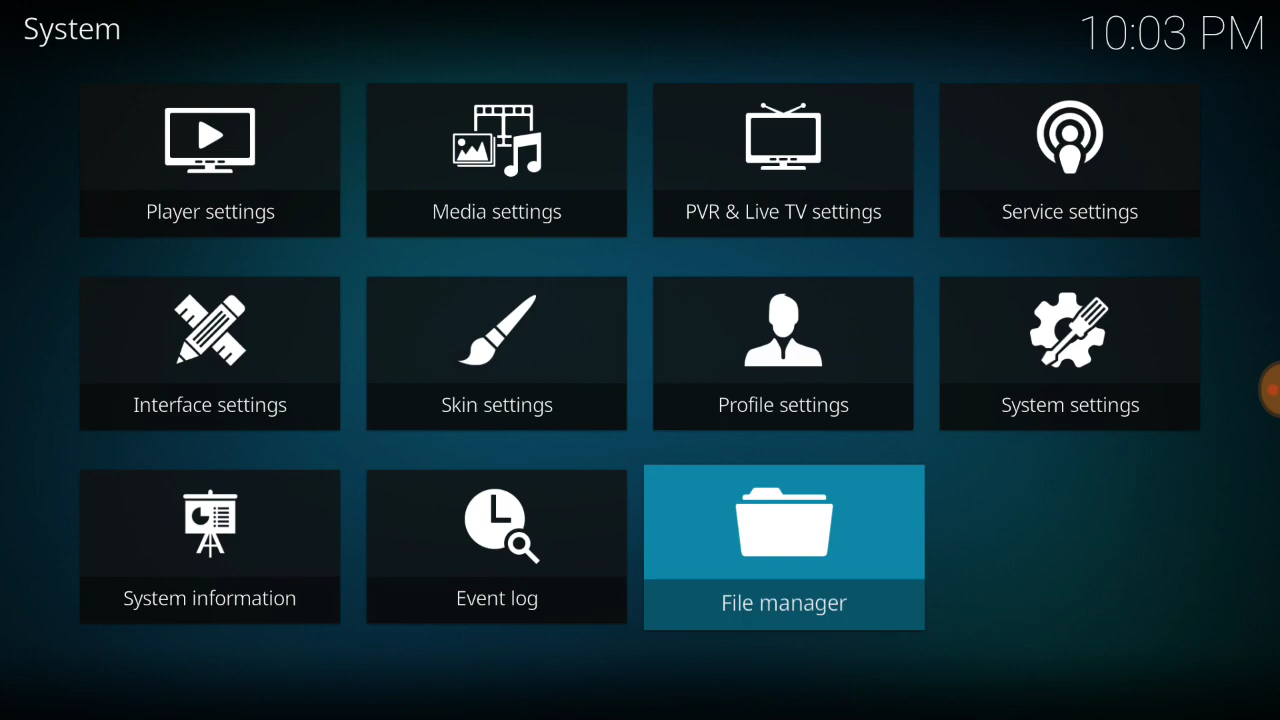 System
10:03 PM
Player settings
Media settings
PVR & Live TV settings
Service settings
Interface settings
Skin settings
Profile settings
System settings
System information
Event log
File manager